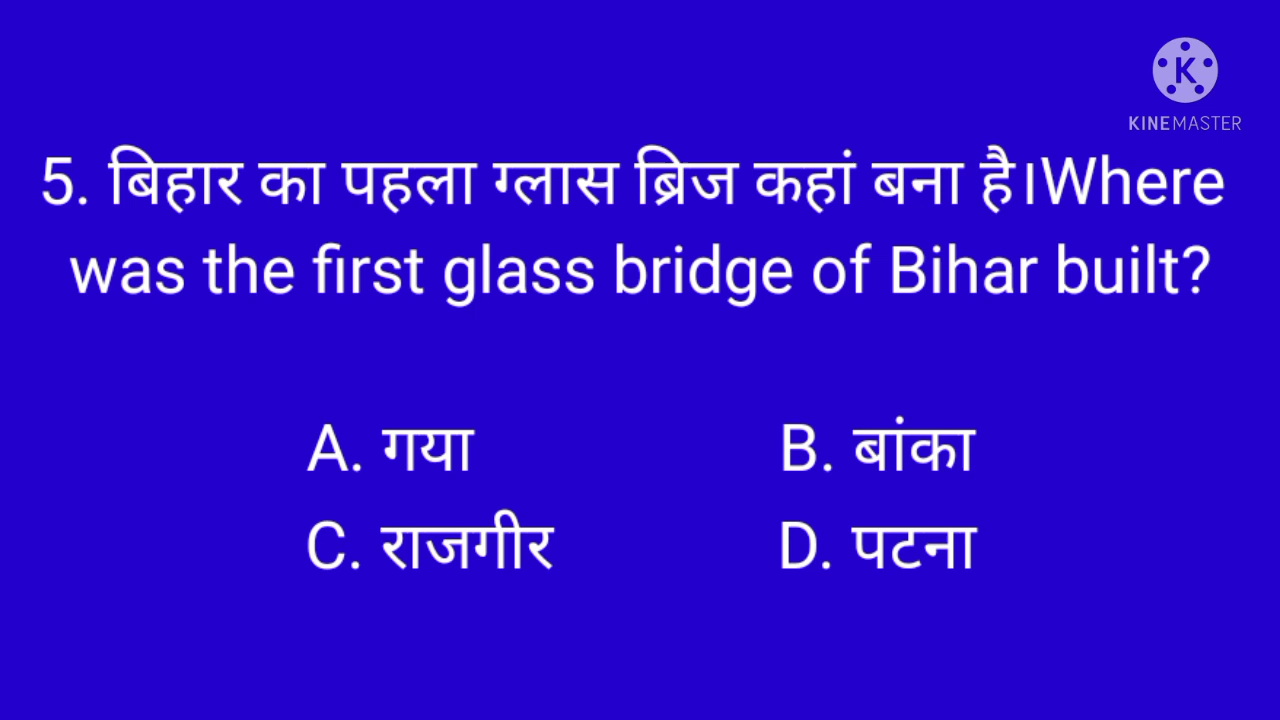 K
KINEMASTER
5. बिहार का पहला ग्लास ब्रिज कहां बना है।Where
was the first glass bridge of Bihar built?
A. गया B. बांका
C. राजगीर D. पटना